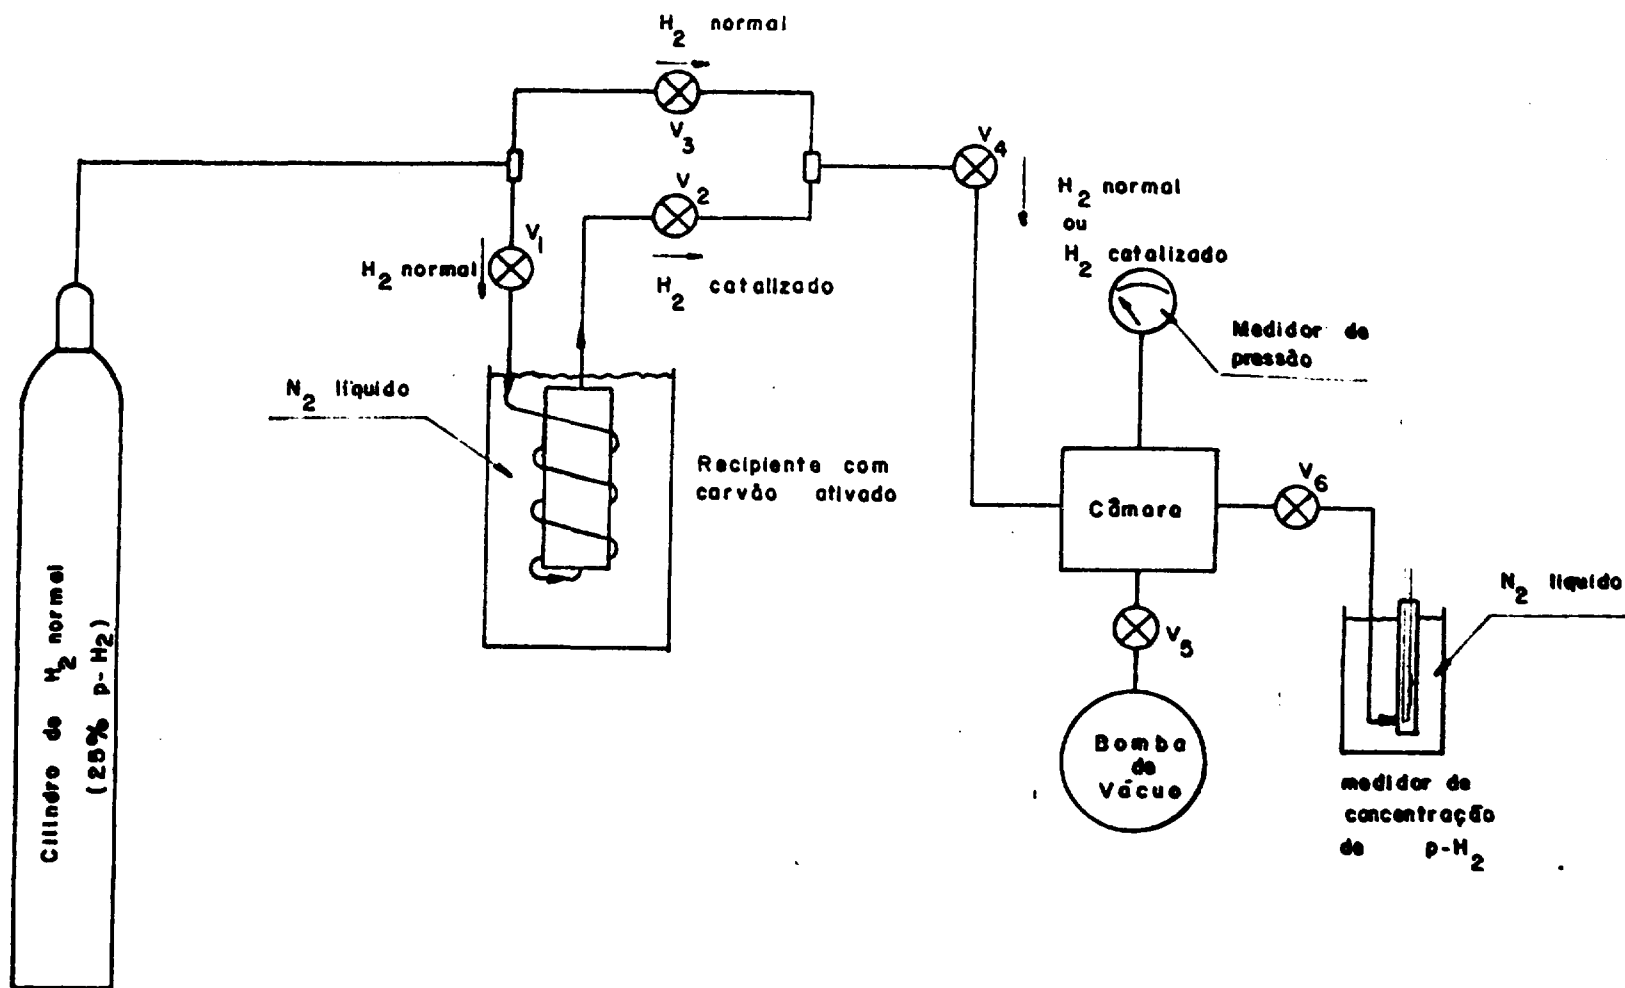 H2 normal
V3
V2
V4
H2 normal
ou
H2 catalizado
V1
H2 normal
H2 catalizado
Medidor de
pressão
N2 líquido
Recipiente com
carvão ativado
V6
Câmara
N2 líquido
V5
Bomba
de
Vácuo
medidor de
concentração
de p-H2
Cilindro de H2 normal
(25% p-H2)